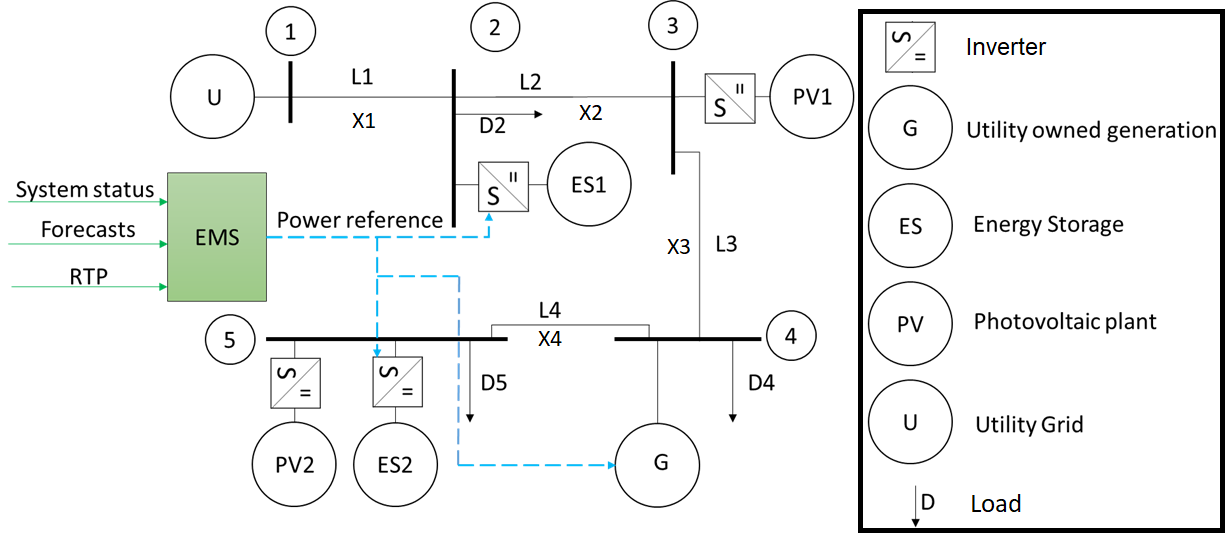 1
2
3
U
L1
X1
L2
X2
D2
S
=
PV1
S
=
ES1
System status
Forecasts
RTP
EMS
Power reference
X3
L3
5
L4
X4
4
S
=
S
=
D5
D4
PV2
ES2
G
S
=
Inverter
G
Utility owned generation
ES
Energy Storage
PV
Photovoltaic plant
U
Utility Grid
D
Load